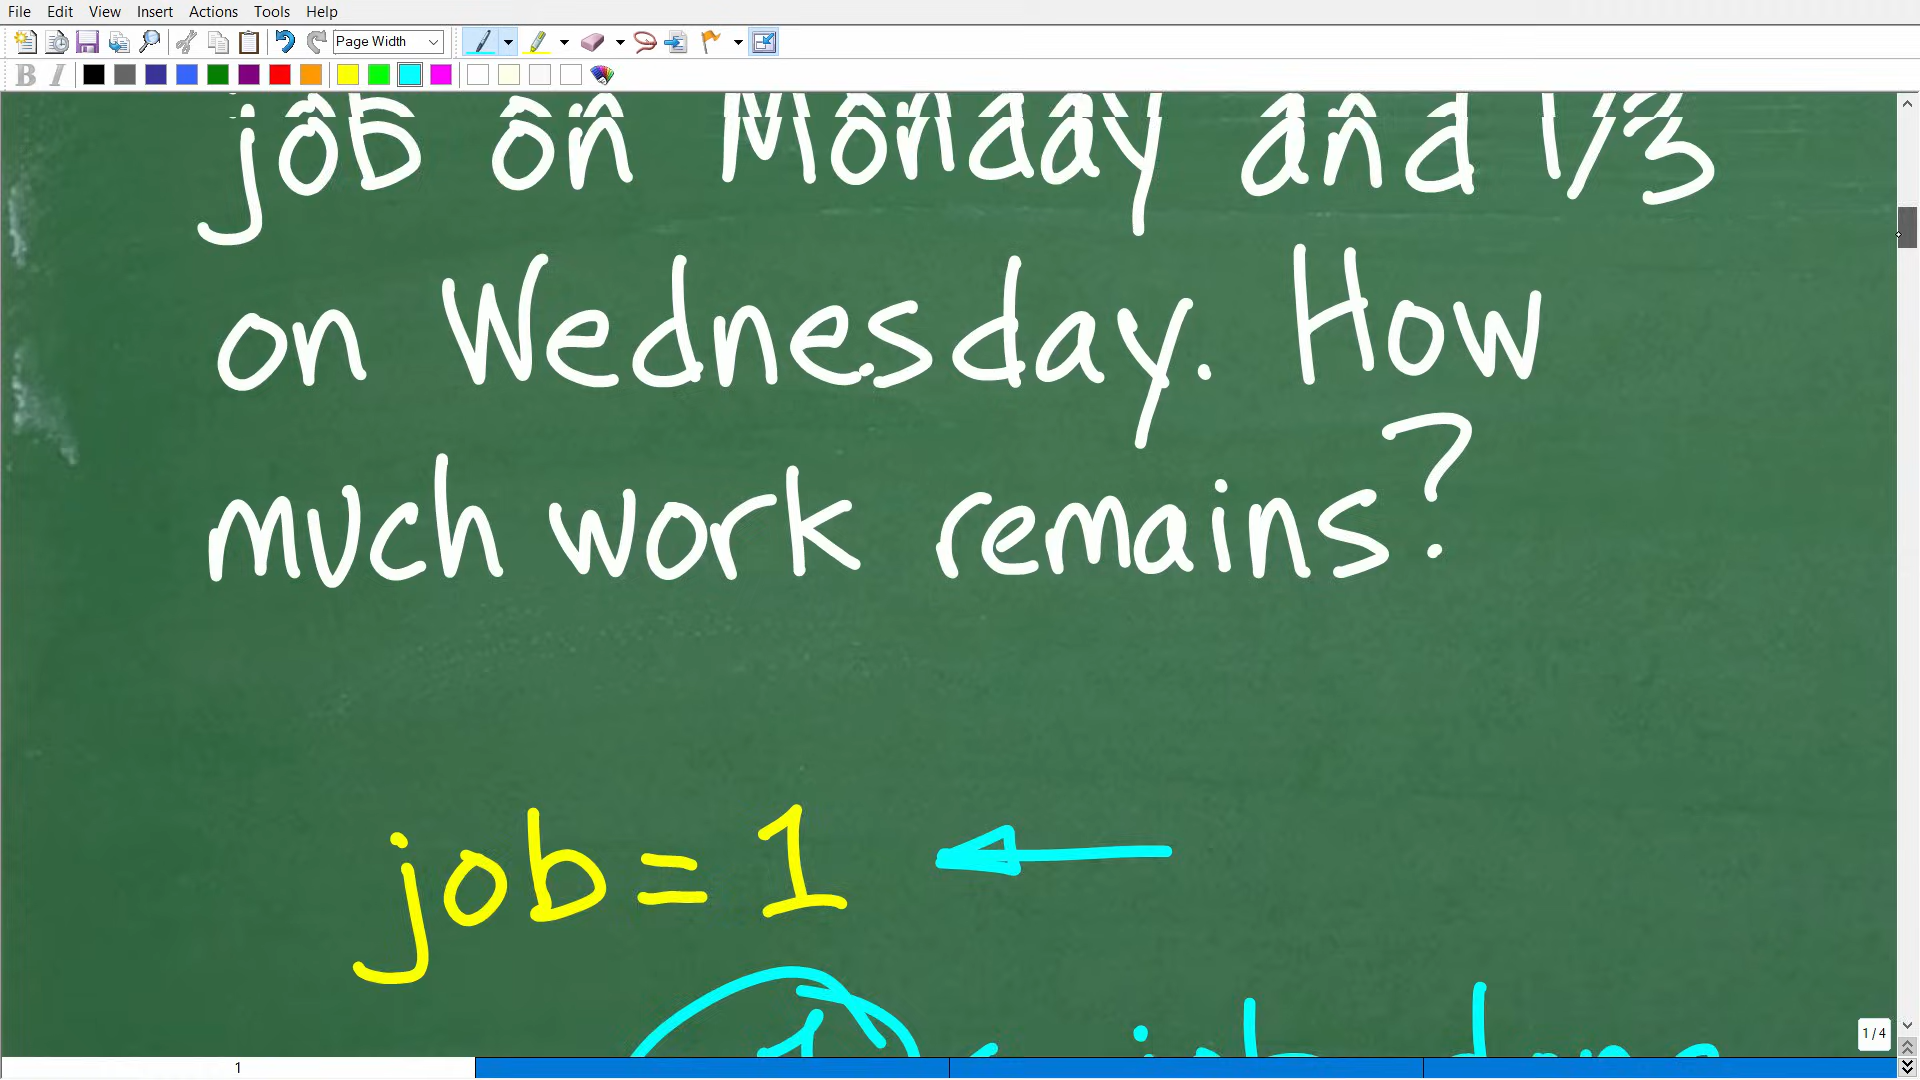 File Edit View Insert Actions Tools Help
Page Width
B I
job on Monday and 1/3
on Wednesday. How
much work remains?
job = 1
1/4
1